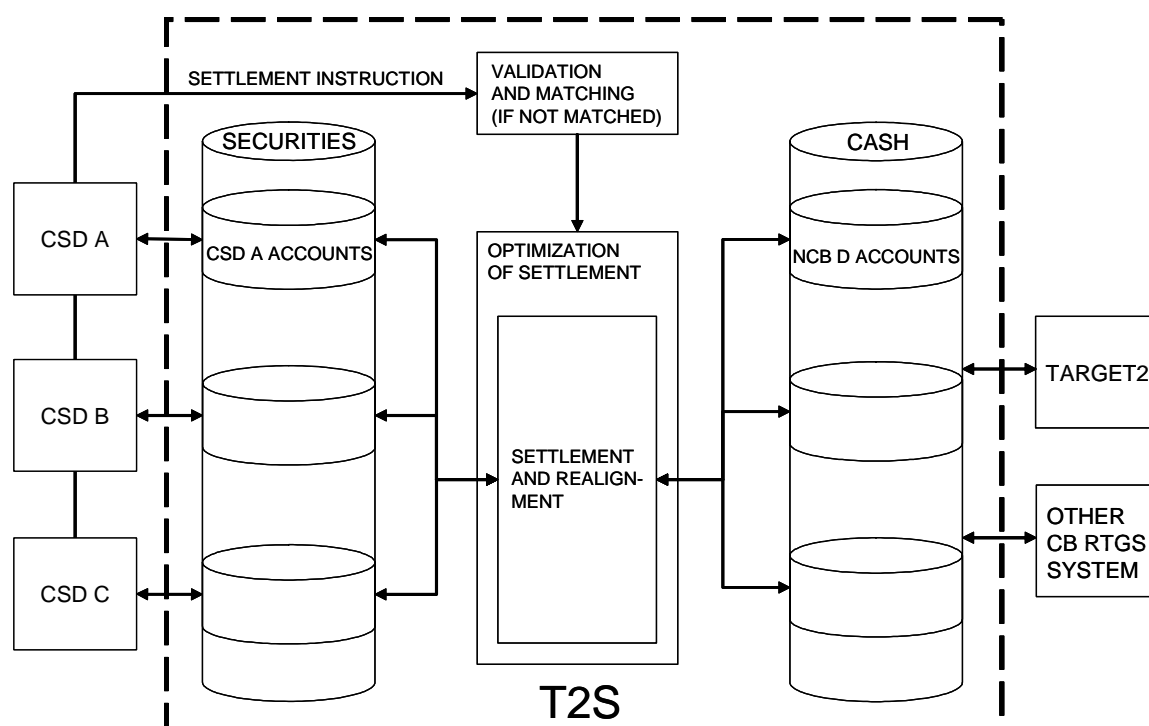 SETTLEMENT INSTRUCTION
VALIDATION
AND MATCHING
(IF NOT MATCHED)
SECURITIES
CASH
CSD A
CSD A ACCOUNTS
OPTIMIZATION
OF SETTLEMENT
NCB D ACCOUNTS
CSD B
TARGET2
SETTLEMENT
AND REALIGN-
MENT
OTHER
CB RTGS
SYSTEM
CSD C
T2S